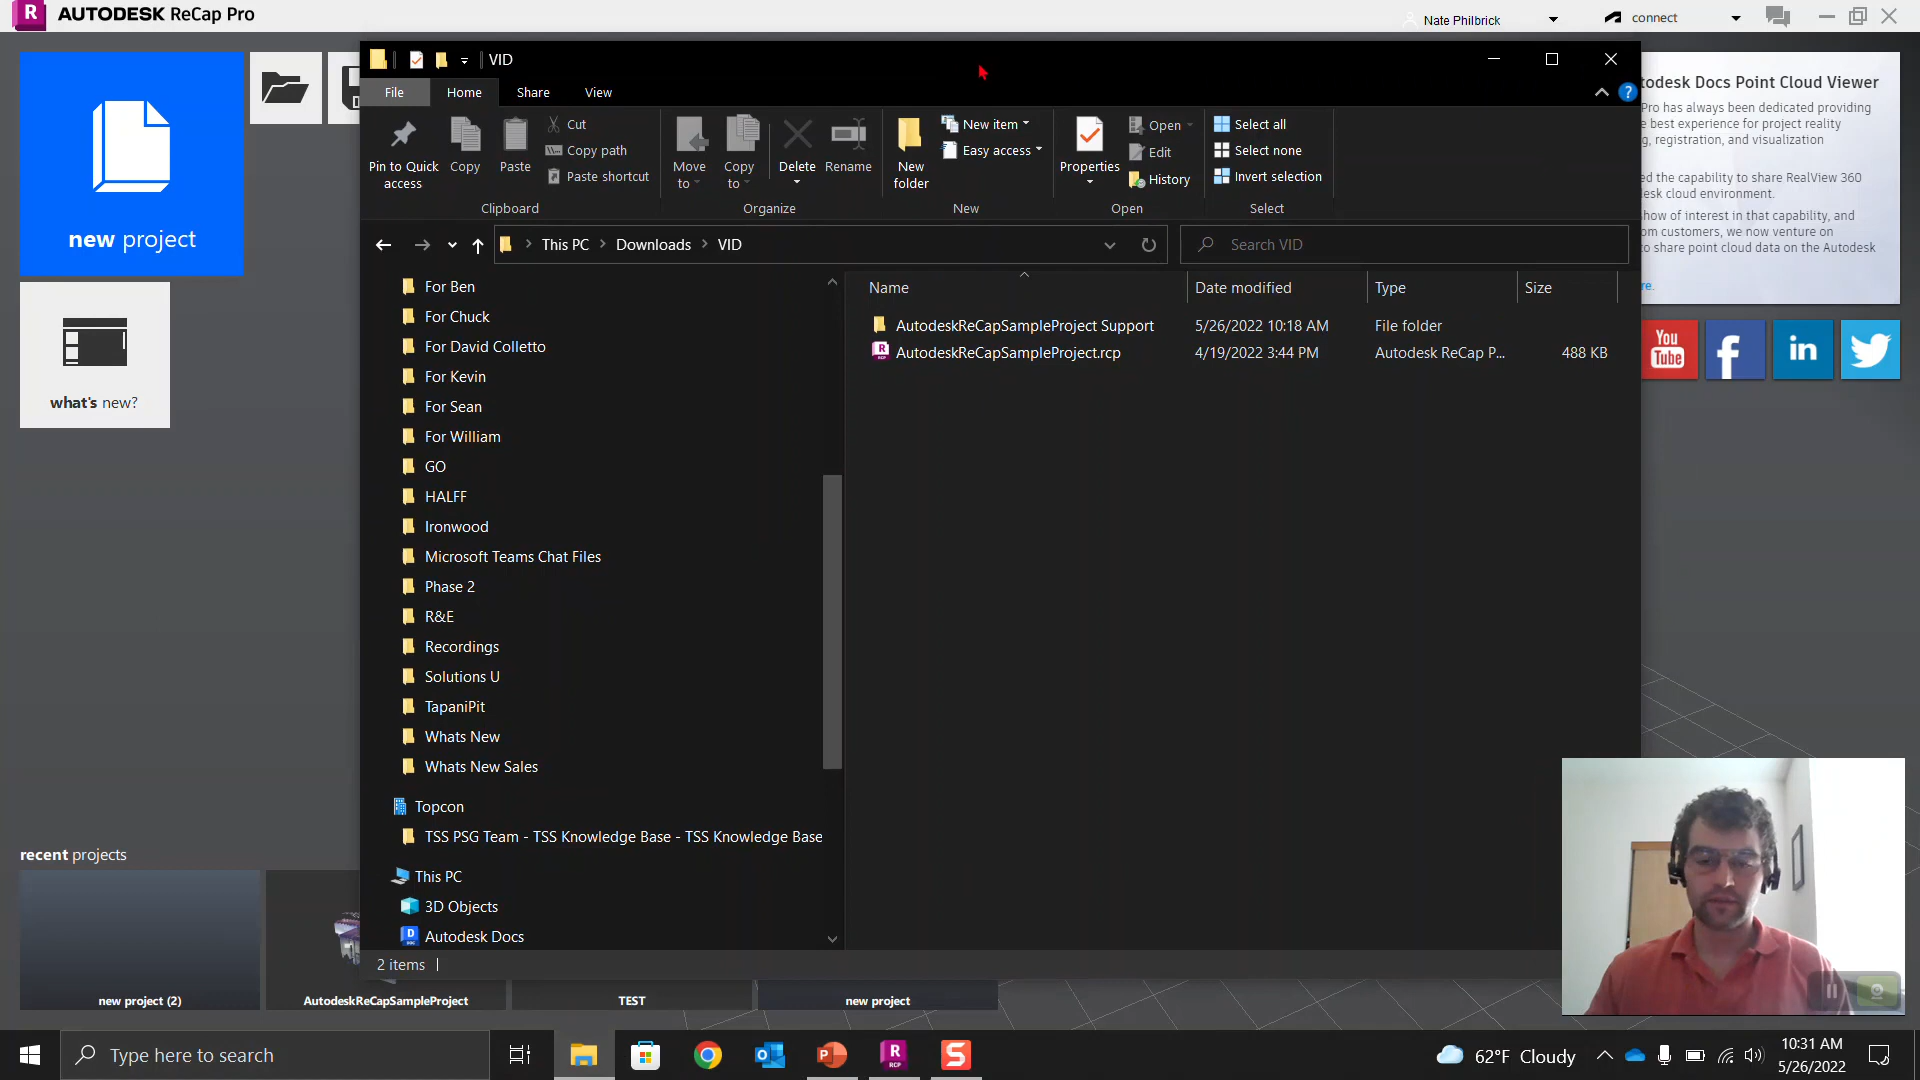 AUTODESK ReCap Pro
Nate Philbrick
connect
new project
what's new?
VID
File
Home
Share
View
Pin to Quick access
Copy
Paste
Cut
Copy path
Paste shortcut
Clipboard
Move to
Copy to
Delete
Rename
Organize
New folder
New item
Easy access
New
Properties
Open
Edit
History
Open
Select all
Select none
Invert selection
Select
This PC
Downloads
VID
Search VID
For Ben
For Chuck
For David Colletto
For Kevin
For Sean
For William
GO
HALFF
Ironwood
Microsoft Teams Chat Files
Phase 2
R&E
Recordings
Solutions U
TapaniPit
Whats New
Whats New Sales
Topcon
TSS PSG Team - TSS Knowledge Base - TSS Knowledge Base
This PC
3D Objects
Autodesk Docs
Name Date modified Type Size
AutodeskReCapSampleProject Support 5/26/2022 10:18 AM File folder
AutodeskReCapSampleProject.rcp 4/19/2022 3:44 PM Autodesk ReCap P... 488 KB
2 items
todesk Docs Point Cloud Viewer
Pro has always been dedicated providing
e best experience for project reality
g, registration, and visualization
ed the capability to share RealView 360
desk cloud environment.
how of interest in that capability, and
om customers, we now venture on
to share point cloud data on the Autodesk
re.
You Tube
f
in
recent projects
new project (2)
AutodeskReCapSampleProject
TEST
new project
Type here to search
62°F Cloudy
10:31 AM
5/26/2022